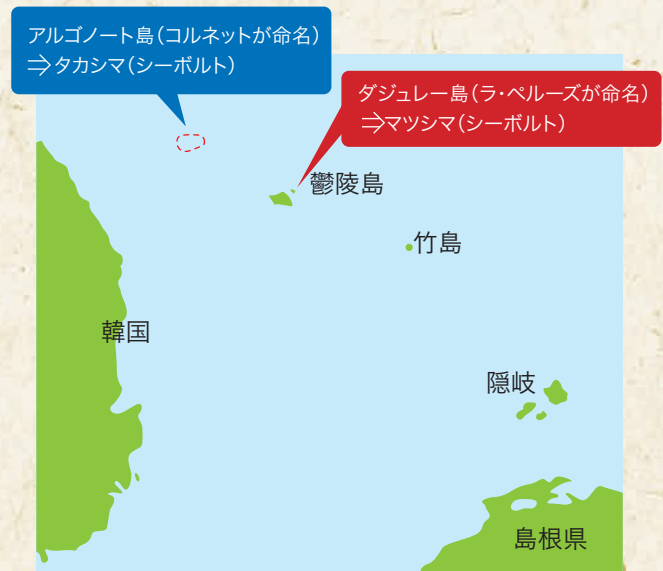 アルゴノート島（コルネットが命名）
⇒タカシマ（シーボルト）
ダジュレー島（ラ・ペルーズが命名）
⇒マツシマ（シーボルト）
鬱陵島
竹島
韓国
隠岐
島根県